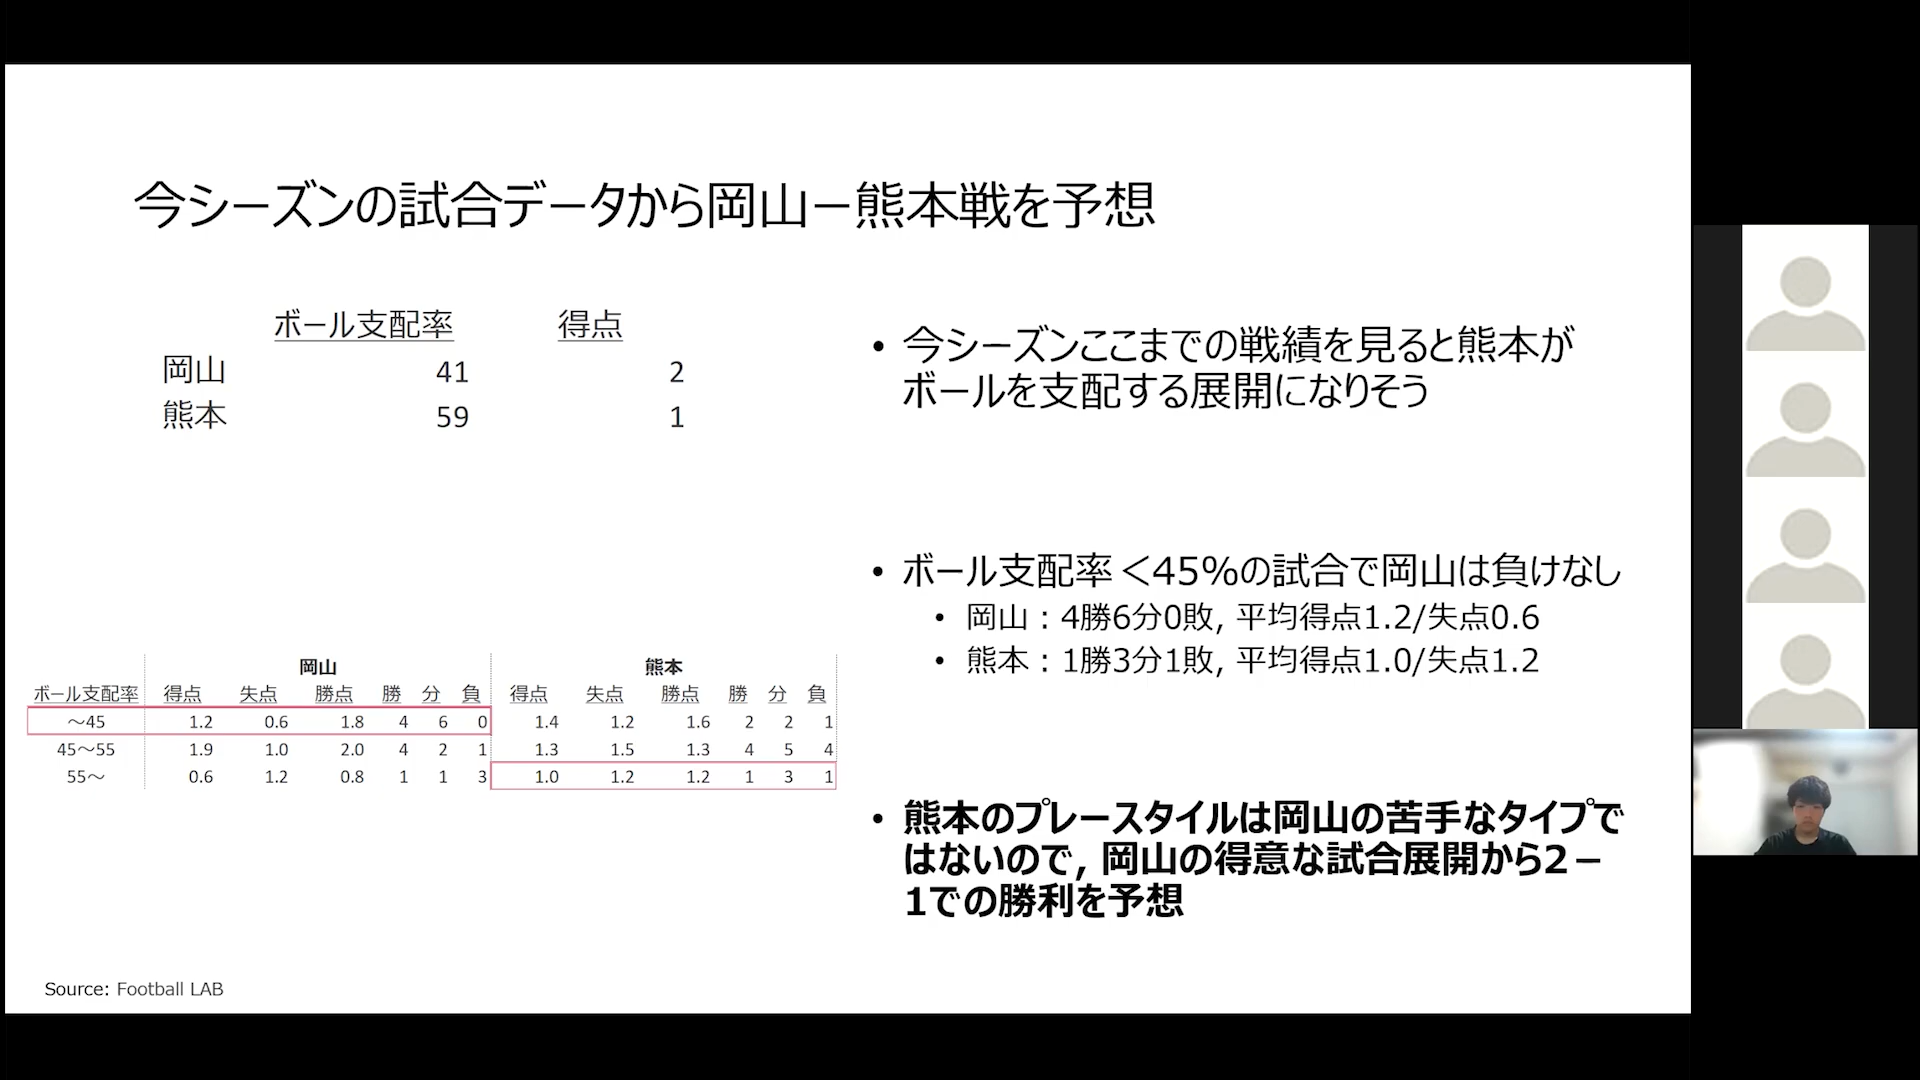 今シーズンの試合データから岡山－熊本戦を予想
ボール支配率 得点
岡山 41 2
熊本 59 1
• 今シーズンここまでの戦績を見ると熊本が
ボールを支配する展開になりそう
• ボール支配率＜45%の試合で岡山は負けなし
• 岡山：4勝6分0敗, 平均得点1.2/失点0.6
• 熊本：1勝3分1敗, 平均得点1.0/失点1.2
岡山 熊本
ボール支配率 得点 失点 勝点 勝 分 負 得点 失点 勝点 勝 分 負
～45 1.2 0.6 1.8 4 6 0 1.4 1.2 1.6 2 2 1
45～55 1.9 1.0 2.0 4 2 1 1.3 1.5 1.3 4 5 4
55～ 0.6 1.2 0.8 1 1 3 1.0 1.2 1.2 1 3 1
• 熊本のプレースタイルは岡山の苦手なタイプで
はないので, 岡山の得意な試合展開から2－
1での勝利を予想
Source: Football LAB